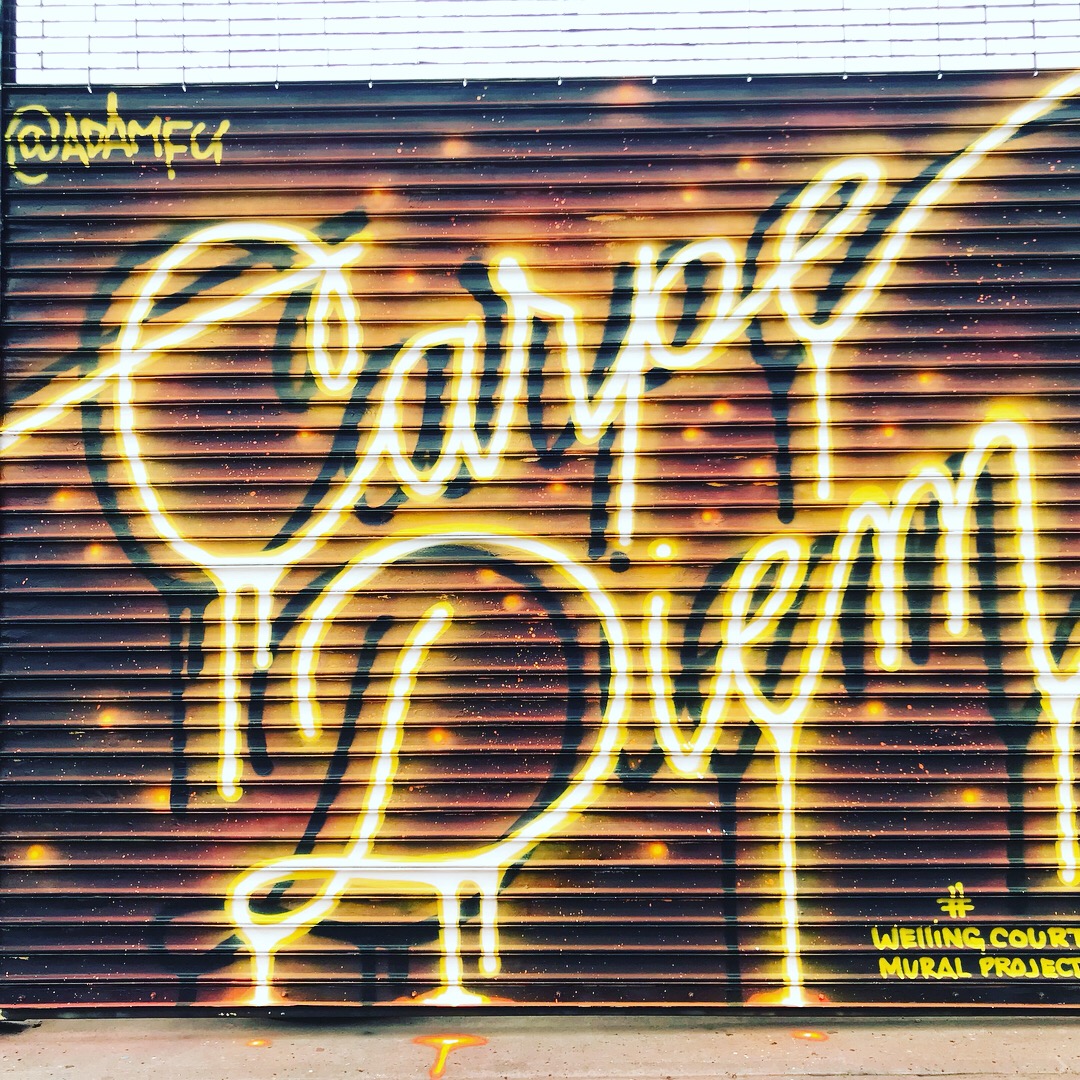 @ADAMFU
Carpe
Diem
#
WElliNG COURT
MURAL PROJECT